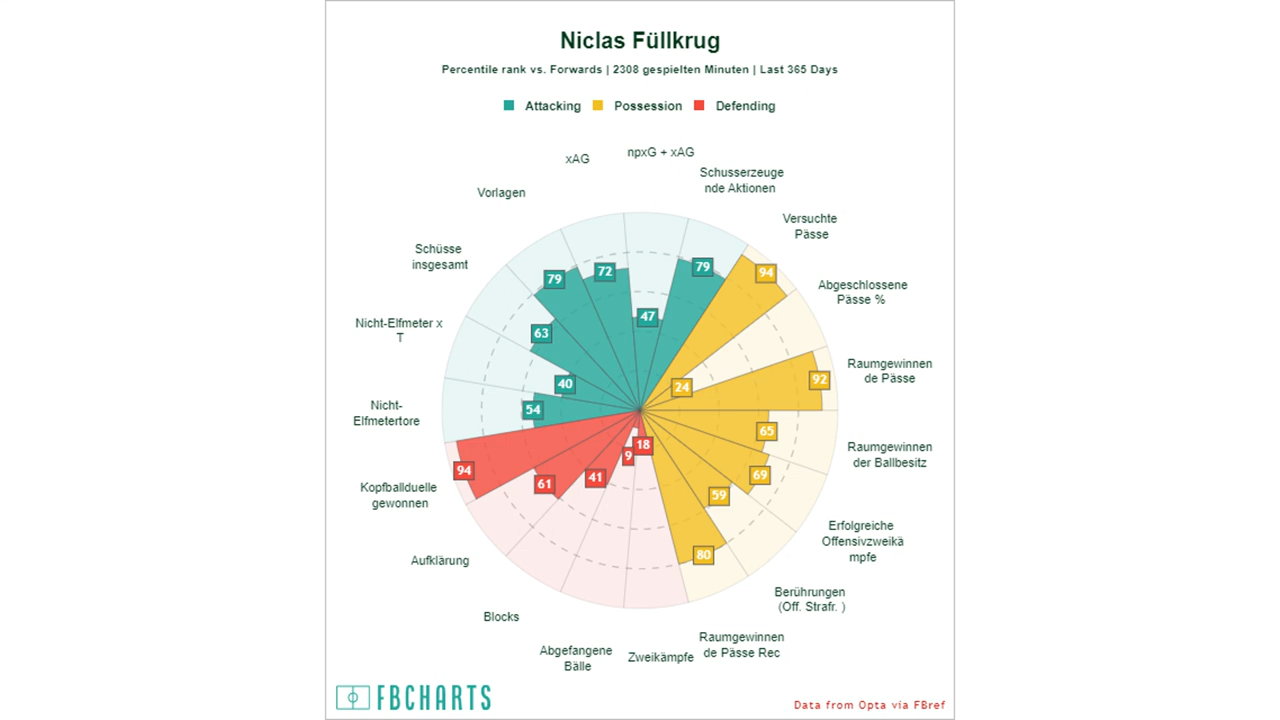 Niclas Füllkrug
Percentile rank vs. Forwards | 2308 gespielten Minuten | Last 365 Days
Attacking Possession Defending
npxG + xAG
xAG
Schusserzeuge
nde Aktionen
Vorlagen
Versuchte
Pässe
Schüsse
insgesamt
Abgeschlossene
Pässe %
Nicht-Elfmeter x
T
Raumgewinnen
de Pässe
Nicht-
Elfmetertore
Raumgewinnen
der Ballbesitz
Kopfballduelle
gewonnen
Erfolgreiche
Offensivzweikä
mpfe
Aufklärung
Berührungen
(Off. Strafr. )
Blocks
Raumgewinnen
de Pässe Rec
Abgefangene
Bälle
Zweikämpfe
79
72
79
94
47
63
24
92
40
54
65
94
61
41
9
18
69
59
80
FBCHARTS
Data from Opta via FBref